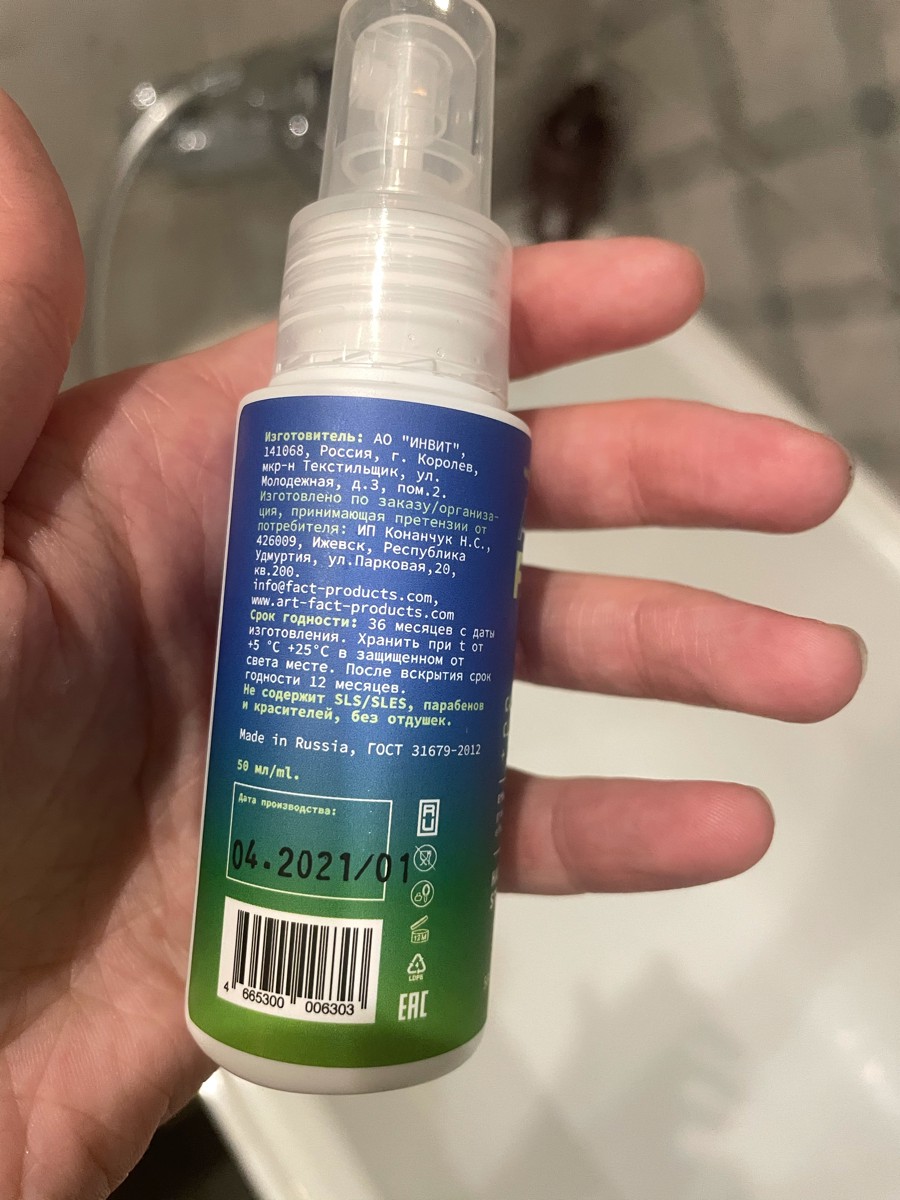 Изготовитель: АО "ИНВИТ",
141068, Россия, г. Королев,
мкр-н Текстильщик, ул.
Молодежная, д.3, пом.2.
Изготовлено по заказу/организа-
ция, принимающая претензии от
потребителя: ИП Конанчук Н.С.,
426009, Ижевск, Республика
Удмуртия, ул.Парковая,20,
кв.200.
info@fact-products.com,
www.art-fact-products.com
Срок годности: 36 месяцев с даты
изготовления. Хранить при t от
+5 °C +25°C в защищенном от
света месте. После вскрытия срок
годности 12 месяцев.
Не содержит SLS/SLES, парабенов
и красителей, без отдушек.
Made in Russia, ГОСТ 31679-2012
50 мл/ml.
Дата производства:
04.2021/01
12M
LDPE
4 665300 006303
EAC